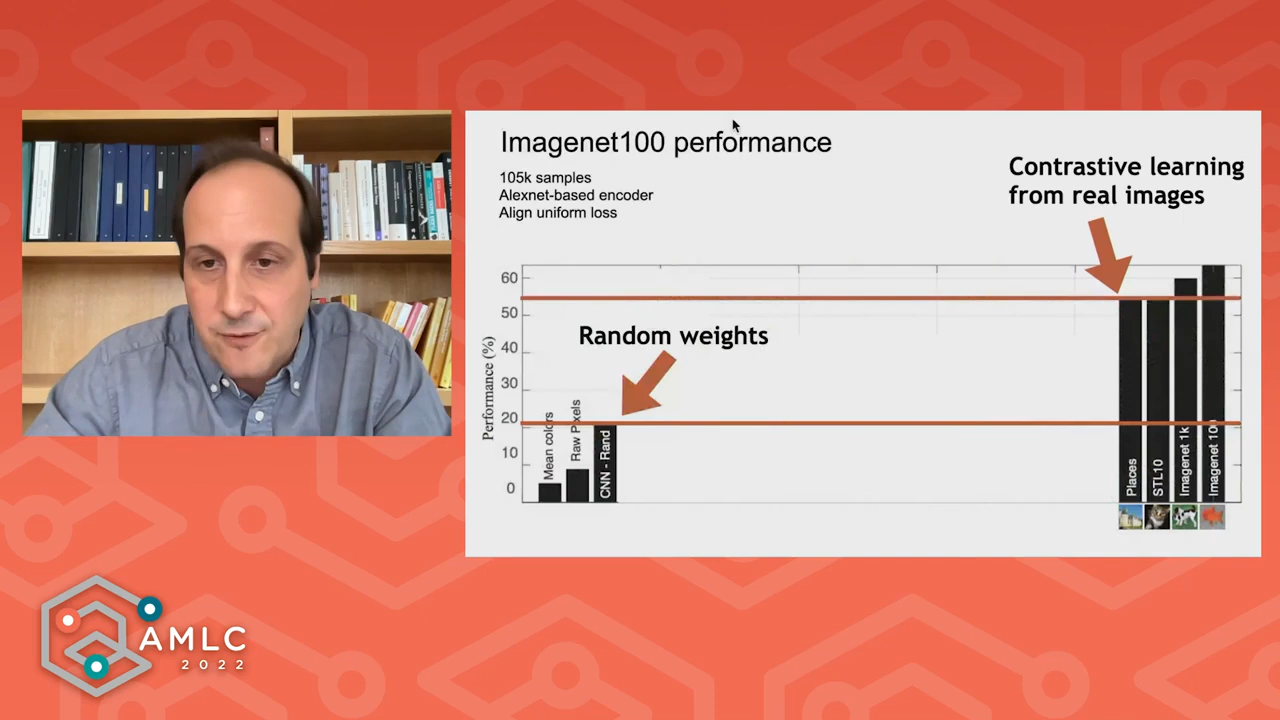 Imagenet100 performance
105k samples
Alexnet-based encoder
Align uniform loss
Contrastive learning
from real images
Random weights
Performance (%)
60
50
40
30
20
10
0
Mean colors
Raw Pixels
CNN - Rand
Places
STL10
Imagenet 1k
Imagenet 100
AMLC
2022